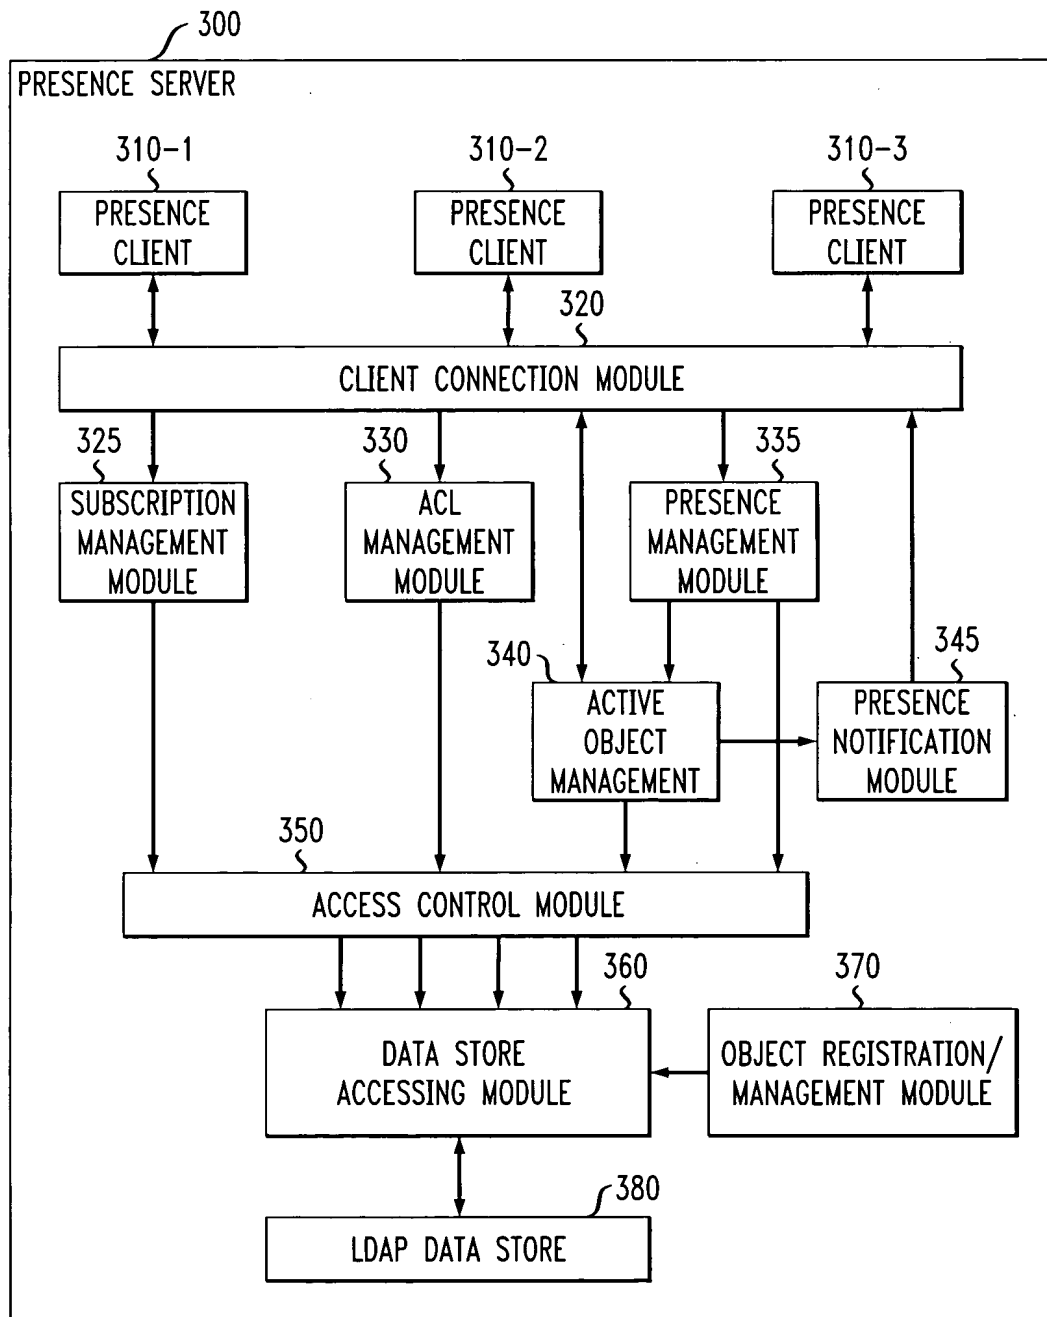 300
PRESENCE SERVER
310-1
310-2
310-3
PRESENCE
CLIENT
PRESENCE
CLIENT
PRESENCE
CLIENT
320
CLIENT CONNECTION MODULE
325
330
335
SUBSCRIPTION
MANAGEMENT
MODULE
ACL
MANAGEMENT
MODULE
PRESENCE
MANAGEMENT
MODULE
340
345
ACTIVE
OBJECT
MANAGEMENT
PRESENCE
NOTIFICATION
MODULE
350
ACCESS CONTROL MODULE
360
370
DATA STORE
ACCESSING MODULE
OBJECT REGISTRATION/
MANAGEMENT MODULE
380
LDAP DATA STORE